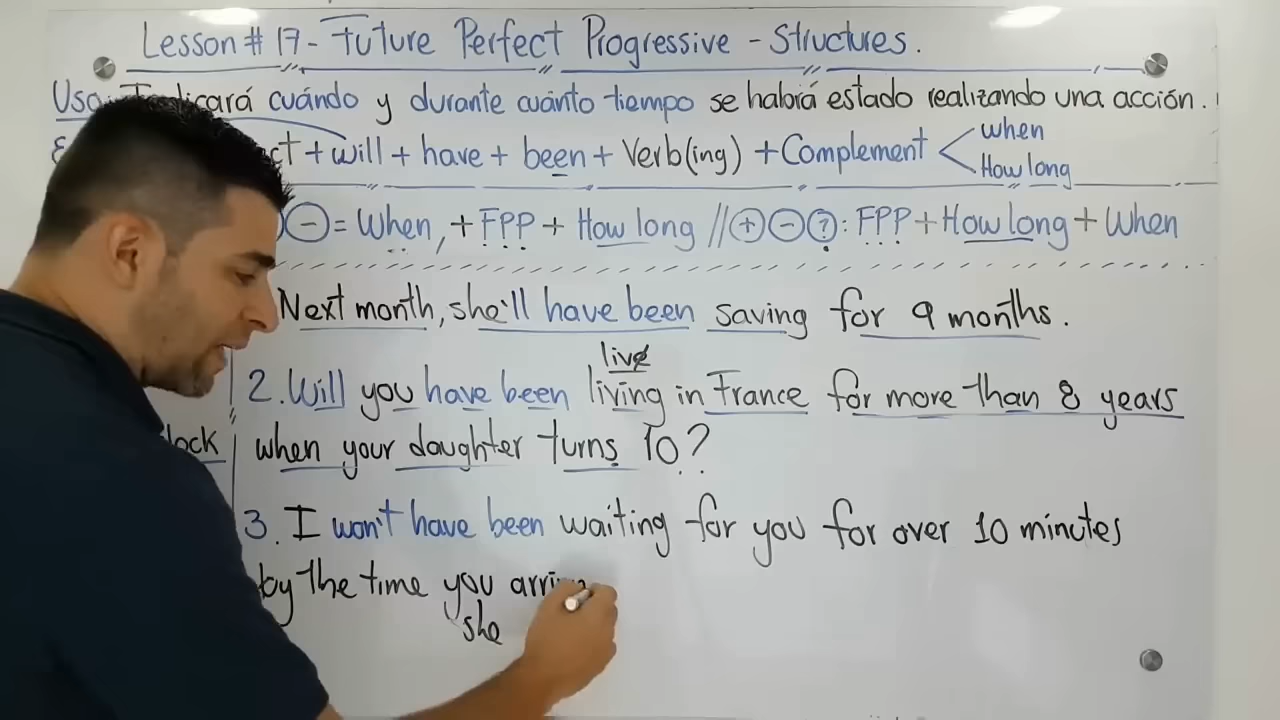 Lesson # 17 - Future Perfect Progressive - Structures.
Uso: Indicará cuándo y durante cuánto tiempo se habrá estado realizando una acción.
+ will + have + been + Verb(ing) + Complement < when
How long
⊖ = When, + FPP + How long // ⊕ ⊖ ?: FPP + How long + When
Next month, she'll have been saving for 9 months.
live
2. Will you have been living in France for more than 8 years
when your daughter turns 10?
3. I won't have been waiting for you for over 10 minutes
by the time you
she